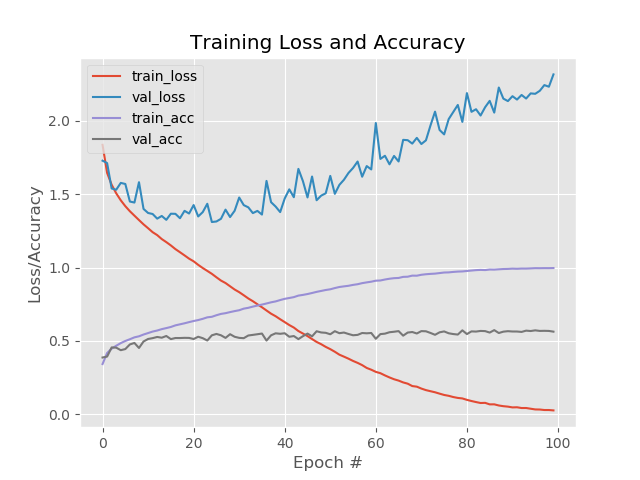 Training Loss and Accuracy
train_loss
val_loss
train_acc
val_acc
2.0
1.5
1.0
0.5
0.0
Loss/Accuracy
0 20 40 60 80 100
Epoch #